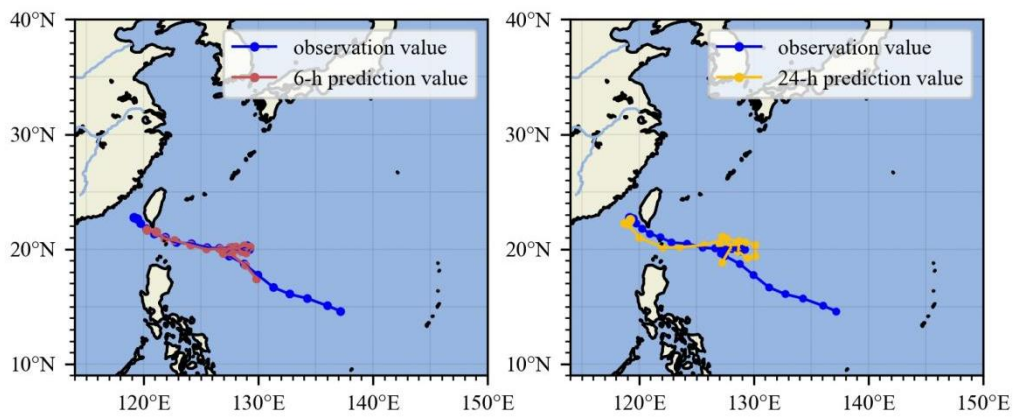 40°N
30°N
20°N
10°N
120°E 130°E 140°E 150°E
observation value
6-h prediction value
40°N
30°N
20°N
10°N
120°E 130°E 140°E 150°E
observation value
24-h prediction value